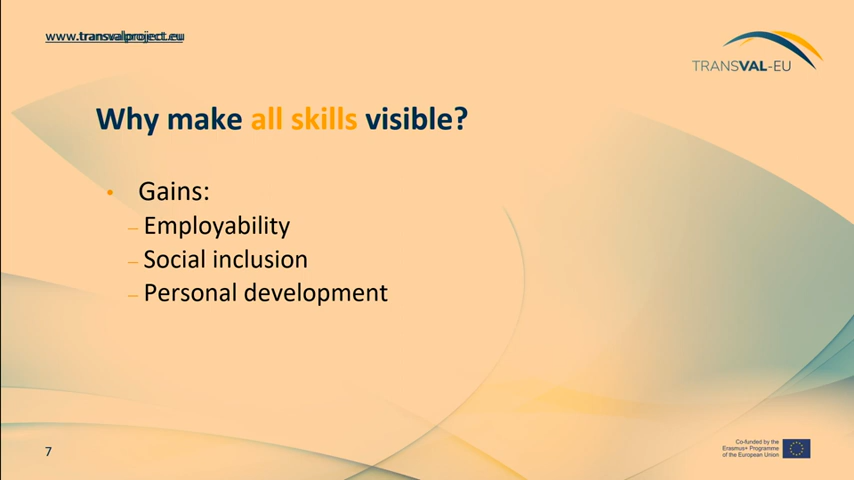 www.transvalproject.eu
TRANSVAL-EU
Why make all skills visible?
• Gains:
– Employability
– Social inclusion
– Personal development
7
Co-funded by the
Erasmus+ Programme
of the European Union